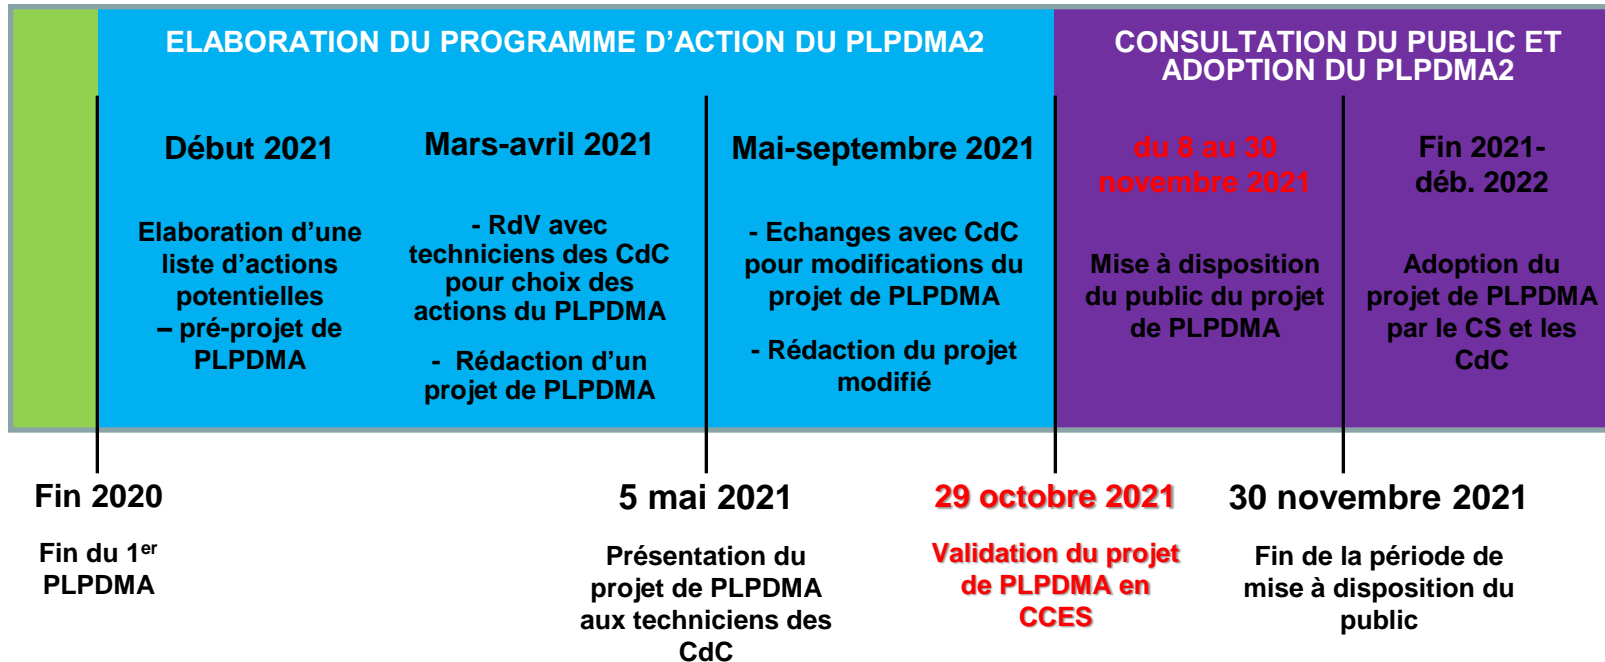 ELABORATION DU PROGRAMME D’ACTION DU PLPDMA2
CONSULTATION DU PUBLIC ET
ADOPTION DU PLPDMA2
Début 2021
Elaboration d’une
liste d’actions
potentielles
– pré-projet de
PLPDMA
Mars-avril 2021
- RdV avec
techniciens des CdC
pour choix des
actions du PLPDMA
- Rédaction d’un
projet de PLPDMA
Mai-septembre 2021
- Echanges avec CdC
pour modifications du
projet de PLPDMA
- Rédaction du projet
modifié
du 8 au 30
novembre 2021
Mise à disposition
du public du projet
de PLPDMA
Fin 2021-
déb. 2022
Adoption du
projet de PLPDMA
par le CS et les
CdC
Fin 2020
Fin du 1er
PLPDMA
5 mai 2021
Présentation du
projet de PLPDMA
aux techniciens des
CdC
29 octobre 2021
Validation du projet
de PLPDMA en
CCES
30 novembre 2021
Fin de la période de
mise à disposition du
public